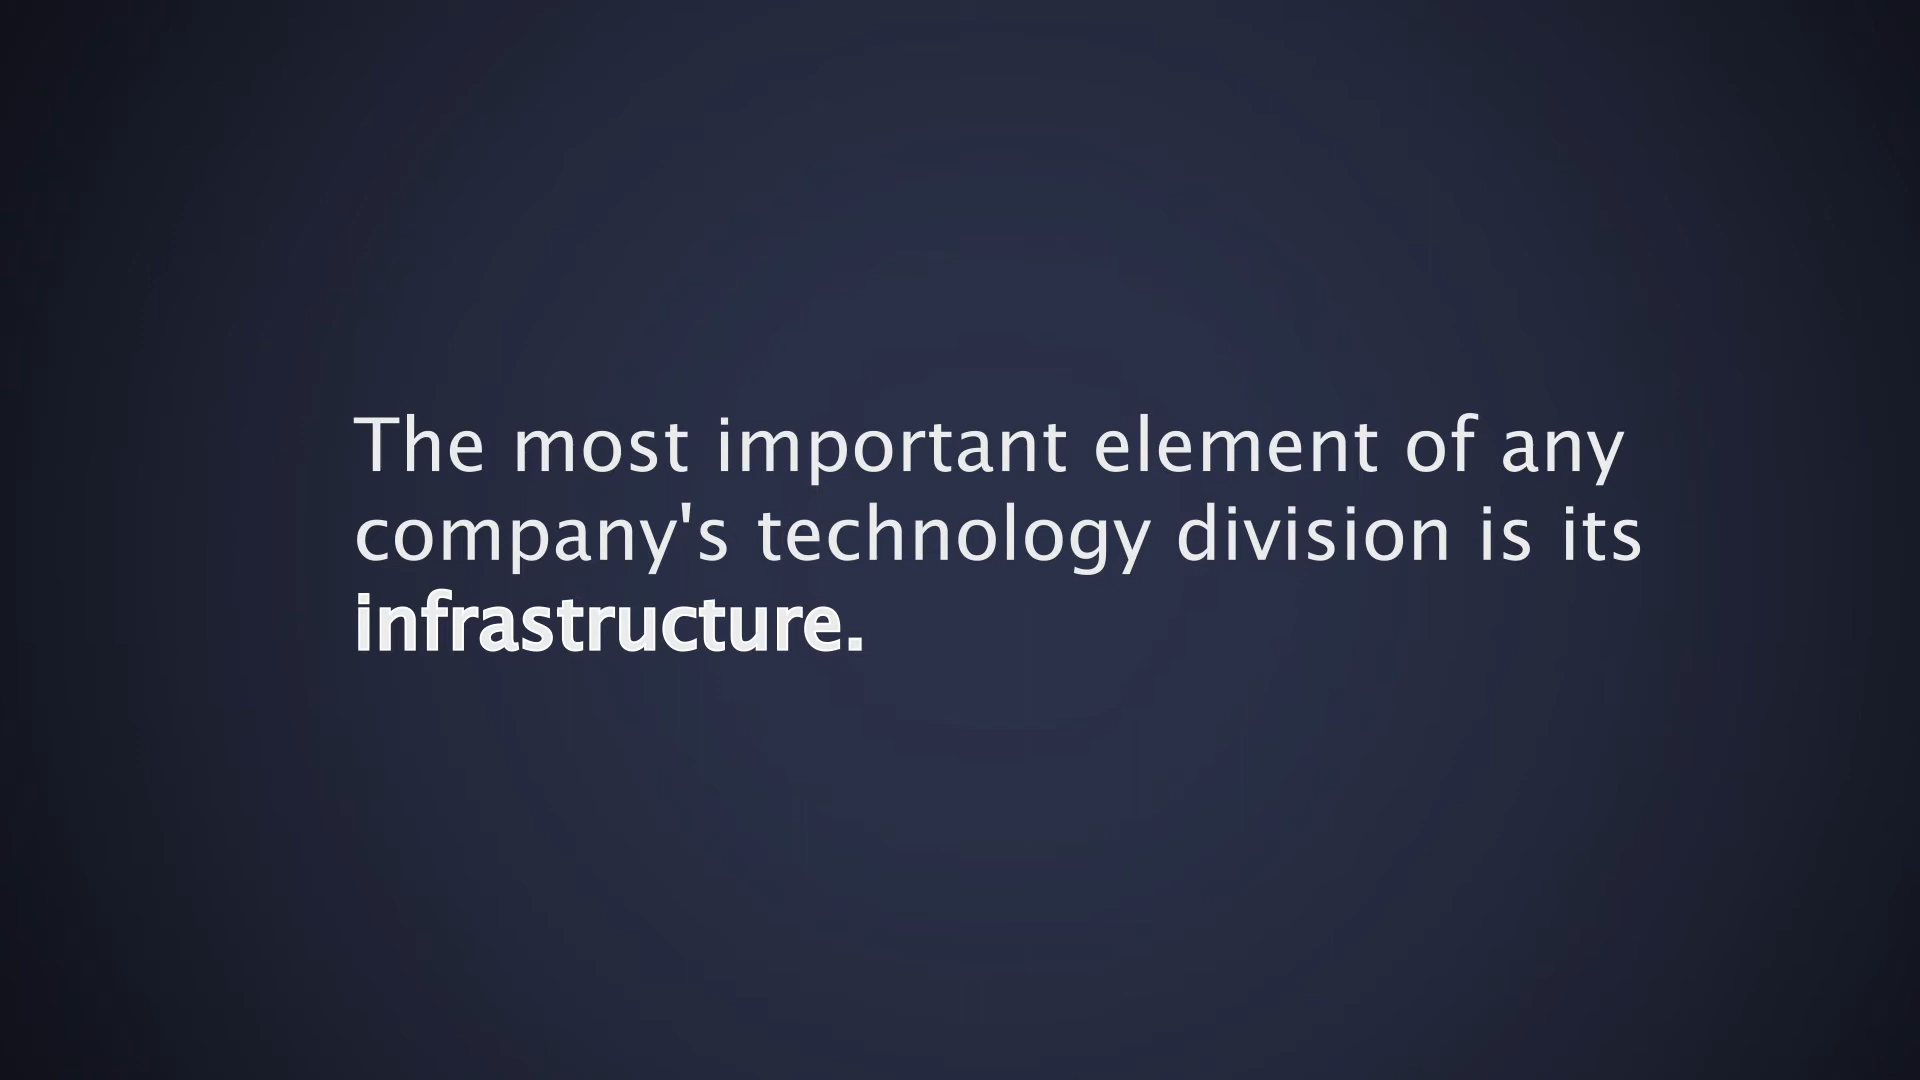 The most important element of any
company's technology division is its
infrastructure.